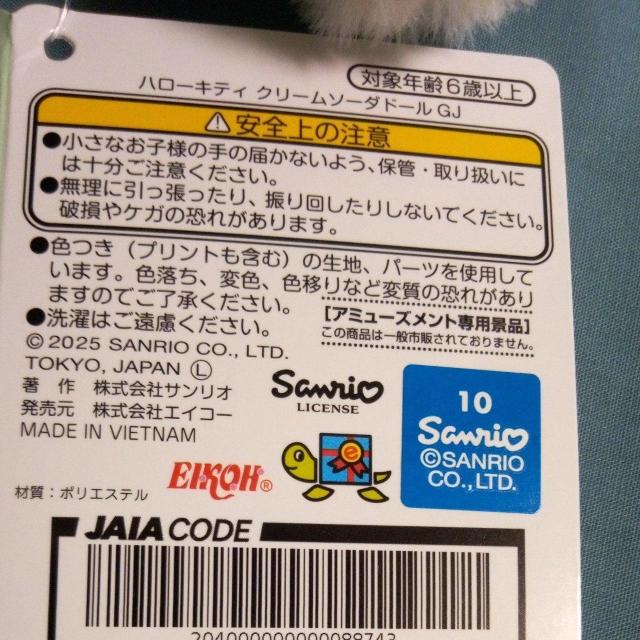 対象年齢6歳以上
ハローキティ クリームソーダドール GJ
⚠安全上の注意
●小さなお子様の手の届かないよう、保管・取り扱いに
は十分ご注意ください。
●無理に引っ張ったり、振り回したりしないでください。
破損やケガの恐れがあります。
●色つき（プリントも含む）の生地、パーツを使用して
います。色落ち、変色、色移りなど変質の恐れがあり
ますのでご了承ください。
●洗濯はご遠慮ください。
【アミューズメント専用景品】
この商品は一般市販されておりません。
© 2025 SANRIO CO., LTD.
TOKYO, JAPAN Ⓛ
著 作 株式会社サンリオ
発売元 株式会社エイコー
MADE IN VIETNAM
Sanrio
LICENSE
10
Sanrio
©SANRIO
CO.,LTD.
EIKOH®
e
材質：ポリエステル
JAIA CODE